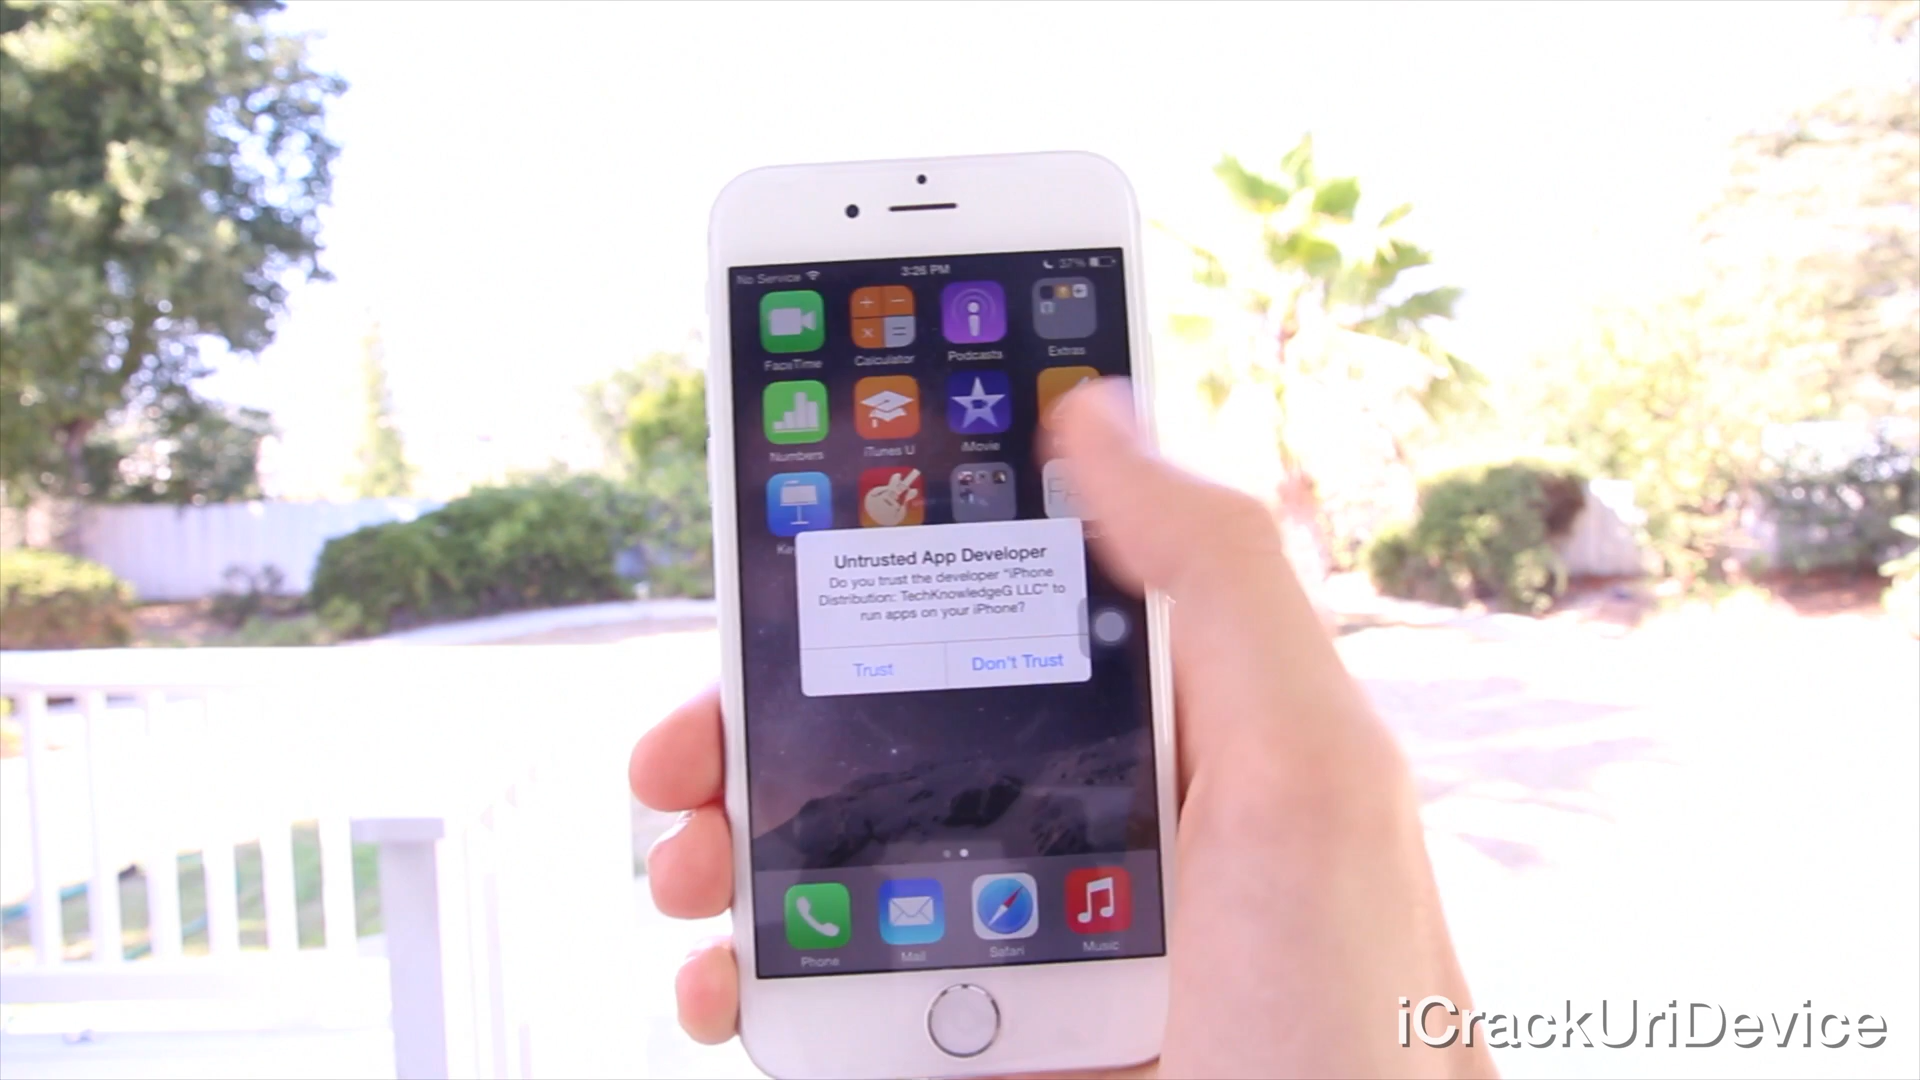 No Service 3:26 PM 37%
FaceTime Calculator Podcasts Extras
Numbers iTunes U iMovie
Untrusted App Developer
Do you trust the developer "iPhone
Distribution: TechKnowledgeG LLC" to
run apps on your iPhone?
Trust Don't Trust
Phone Mail Safari Music
iCrackUriDevice